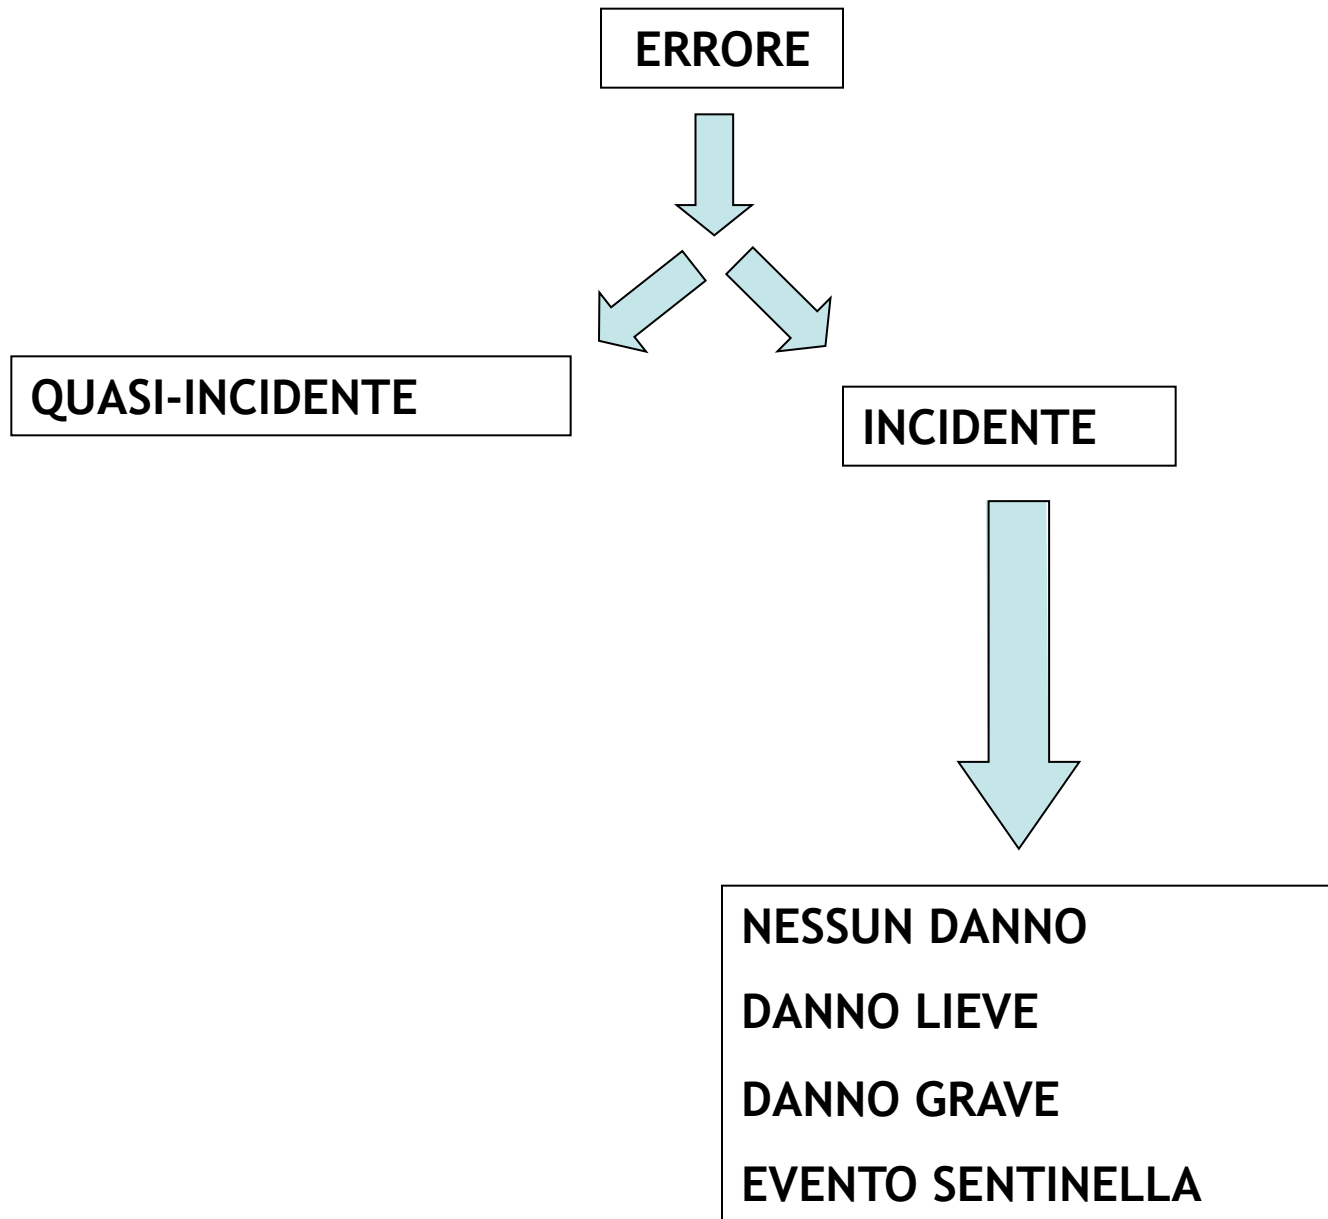 ERRORE
QUASI-INCIDENTE
INCIDENTE
NESSUN DANNO
DANNO LIEVE
DANNO GRAVE
EVENTO SENTINELLA